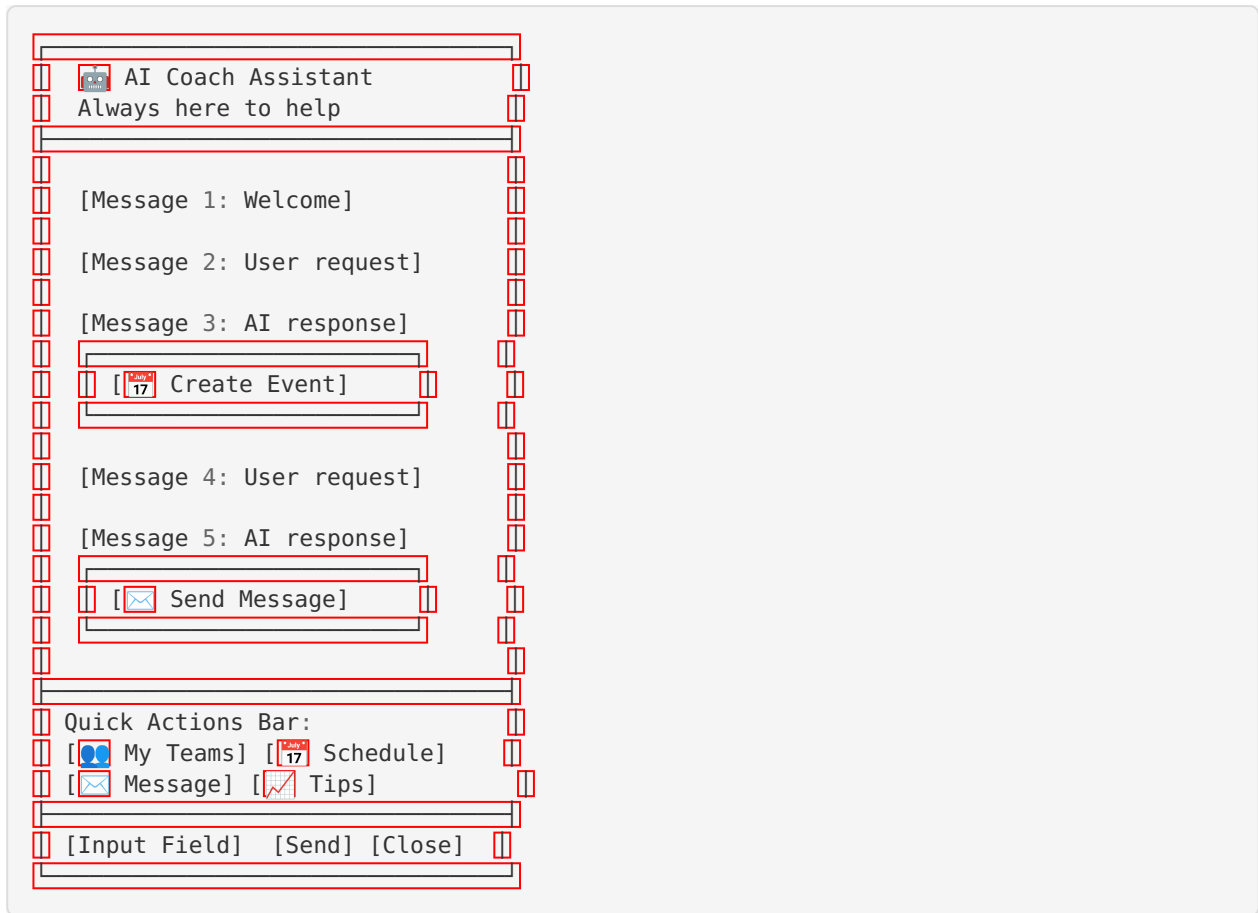 ┌──────────────────────────────────┐
│  🤖 AI Coach Assistant          │
│  Always here to help            │
├──────────────────────────────────┤
│                                 │
│  [Message 1: Welcome]           │
│                                 │
│  [Message 2: User request]      │
│                                 │
│  [Message 3: AI response]       │
│  ┌───────────────────────┐     │
│  │ [📅 Create Event]     │     │
│  └───────────────────────┘     │
│                                 │
│  [Message 4: User request]      │
│                                 │
│  [Message 5: AI response]       │
│  ┌───────────────────────┐     │
│  │ [✉️ Send Message]     │     │
│  └───────────────────────┘     │
│                                 │
├──────────────────────────────────┤
│ Quick Actions Bar:              │
│ [👥 My Teams] [📅 Schedule]    │
│ [✉️ Message] [📈 Tips]          │
├──────────────────────────────────┤
│ [Input Field]  [Send] [Close]  │
└──────────────────────────────────┘